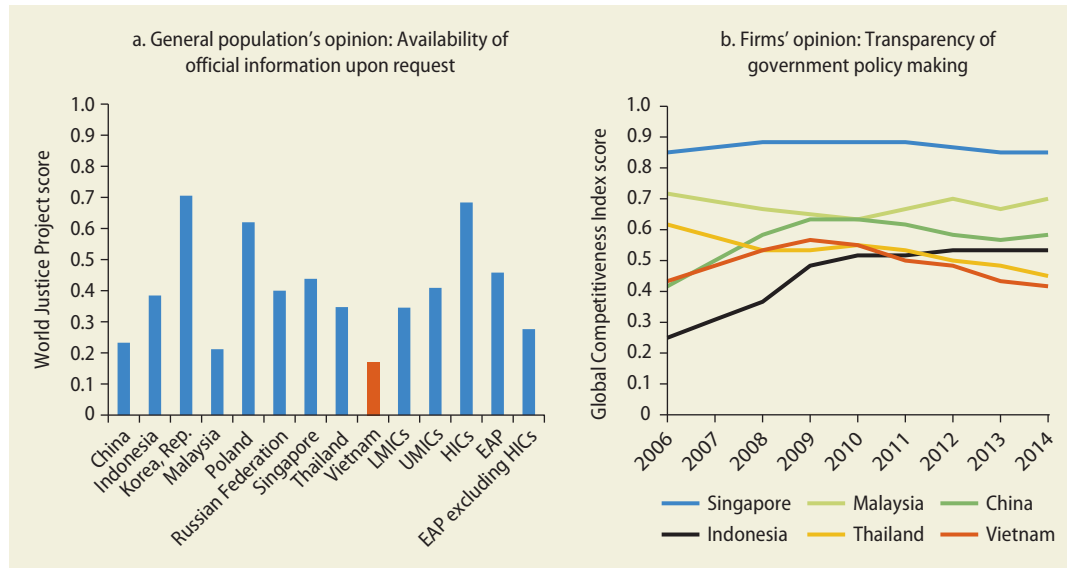 a. General population's opinion: Availability of
official information upon request
World Justice Project score
1.0
0.9
0.8
0.7
0.6
0.5
0.4
0.3
0.2
0.1
0
China
Indonesia
Korea, Rep.
Malaysia
Poland
Russian Federation
Singapore
Thailand
Vietnam
LMICs
UMICs
HICs
EAP
EAP excluding HICs
b. Firms' opinion: Transparency of
government policy making
Global Competitiveness Index score
1.0
0.9
0.8
0.7
0.6
0.5
0.4
0.3
0.2
0.1
0
2006
2007
2008
2009
2010
2011
2012
2013
2014
Singapore
Malaysia
China
Indonesia
Thailand
Vietnam